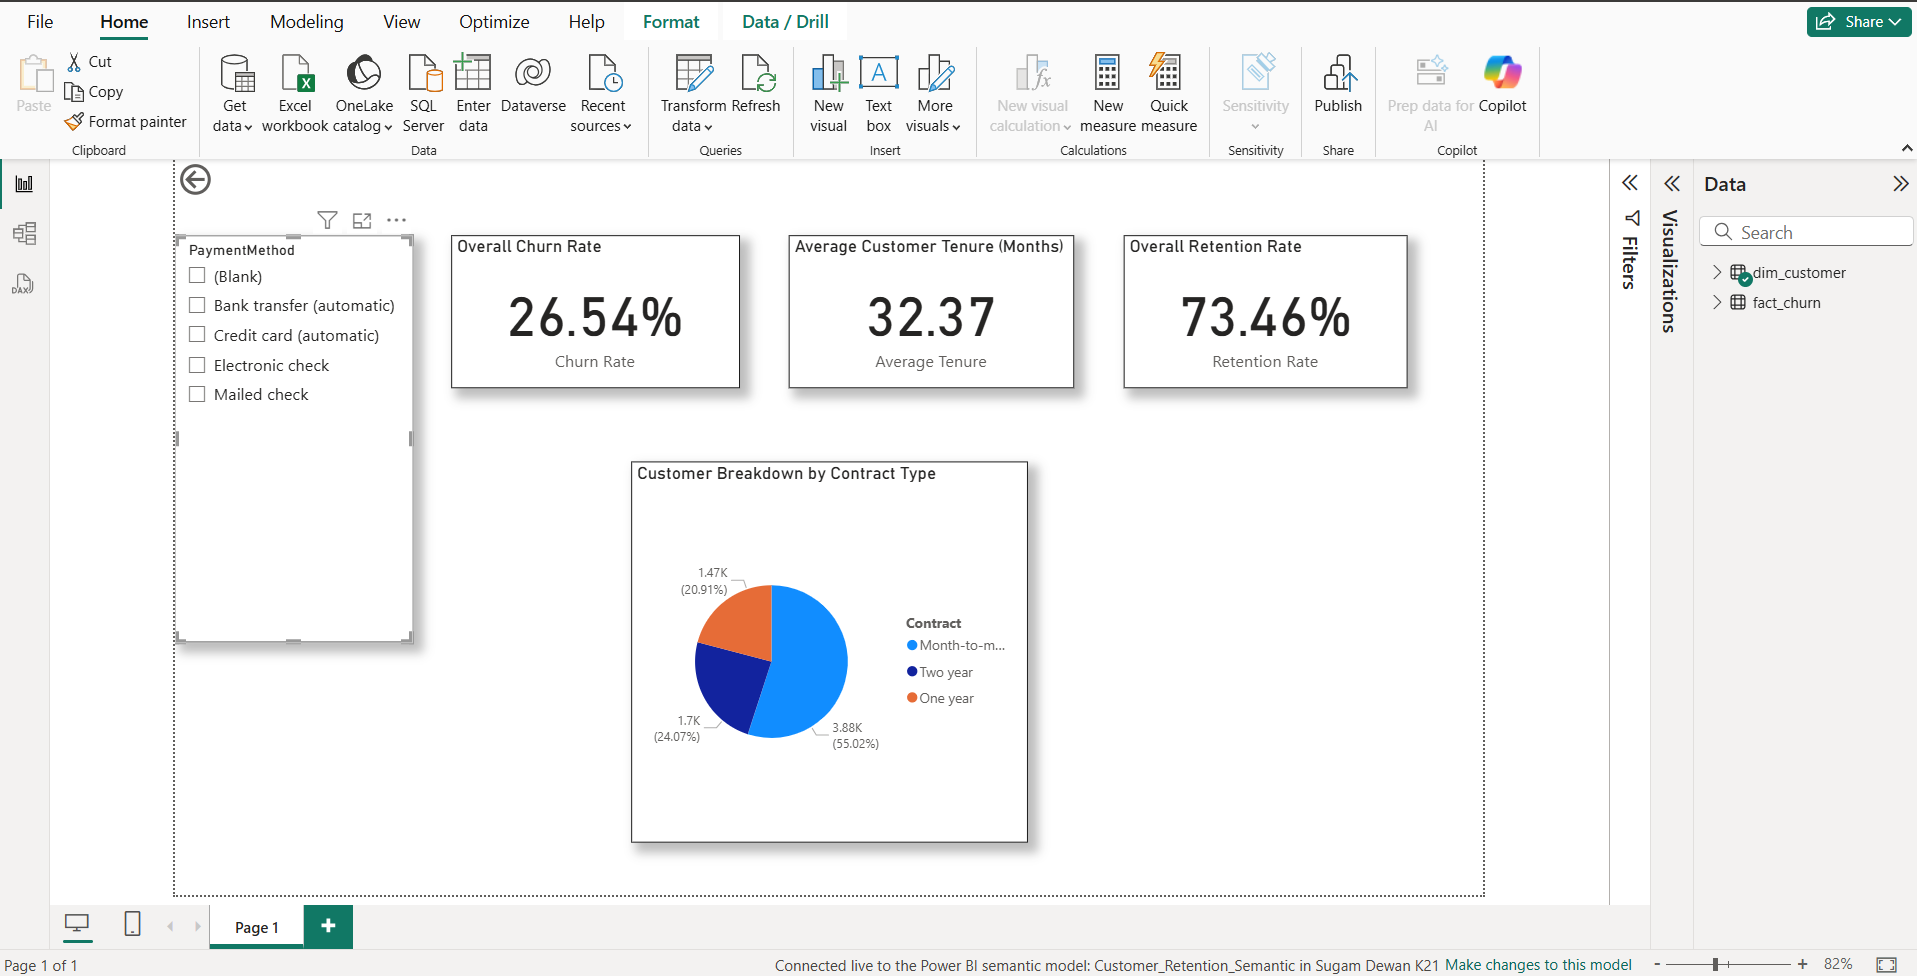 File Home Insert Modeling View Optimize Help Format Data / Drill Share
Paste
Cut
Copy
Format painter
Clipboard
Get data
Excel workbook
OneLake catalog
SQL Server
Enter data
Dataverse
Recent sources
Data
Transform data
Refresh
Queries
New visual
Text box
More visuals
Insert
New visual calculation
New measure
Quick measure
Calculations
Sensitivity
Sensitivity
Publish
Share
Prep data for AI
Copilot
Copilot
DAX
PaymentMethod
(Blank)
Bank transfer (automatic)
Credit card (automatic)
Electronic check
Mailed check
Overall Churn Rate
26.54%
Churn Rate
Average Customer Tenure (Months)
32.37
Average Tenure
Overall Retention Rate
73.46%
Retention Rate
Customer Breakdown by Contract Type
1.47K
(20.91%)
1.7K
(24.07%)
3.88K
(55.02%)
Contract
Month-to-m...
Two year
One year
Filters
Visualizations
Data
Search
dim_customer
fact_churn
Page 1
Page 1 of 1
Connected live to the Power BI semantic model: Customer_Retention_Semantic in Sugam Dewan K21 Make changes to this model
- + 82%